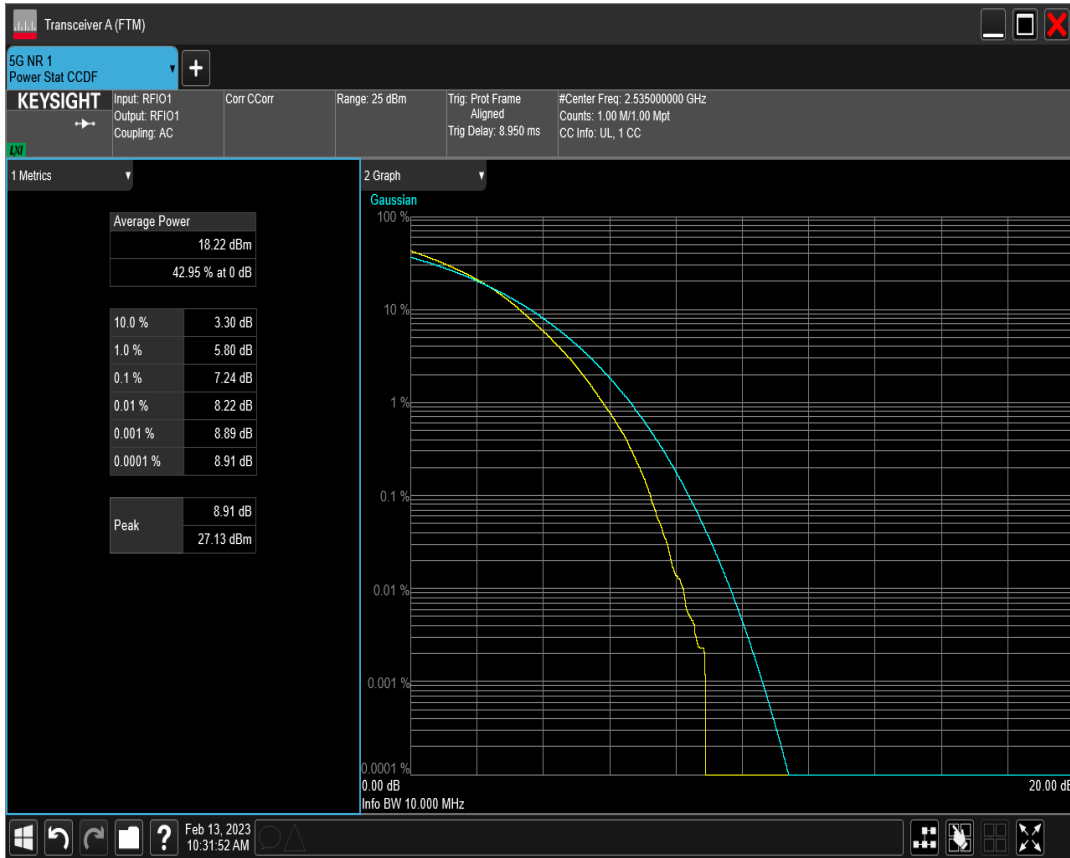 Transceiver A (FTM)
5G NR 1
Power Stat CCDF
+
KEYSIGHT
LXI
Input: RFIO1
Output: RFIO1
Coupling: AC
Corr CCorr
Range: 25 dBm
Trig: Prot Frame
Aligned
Trig Delay: 8.950 ms
#Center Freq: 2.535000000 GHz
Counts: 1.00 M/1.00 Mpt
CC Info: UL, 1 CC
1 Metrics
Average Power
18.22 dBm
42.95 % at 0 dB
10.0 % 3.30 dB
1.0 % 5.80 dB
0.1 % 7.24 dB
0.01 % 8.22 dB
0.001 % 8.89 dB
0.0001 % 8.91 dB
Peak
8.91 dB
27.13 dBm
2 Graph
Gaussian
100 %
10 %
1 %
0.1 %
0.01 %
0.001 %
0.0001 %
0.00 dB
20.00 dB
Info BW 10.000 MHz
?
Feb 13, 2023
10:31:52 AM